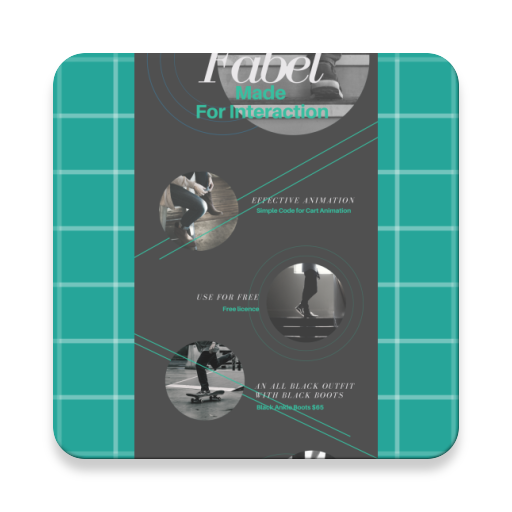 Fabel
Made
For Interaction
EFFECTIVE ANIMATION
Simple Code for Cart Animation
USE FOR FREE
Free licence
AN ALL BLACK OUTFIT
WITH BLACK BOOTS
Black Ankle Boots $65